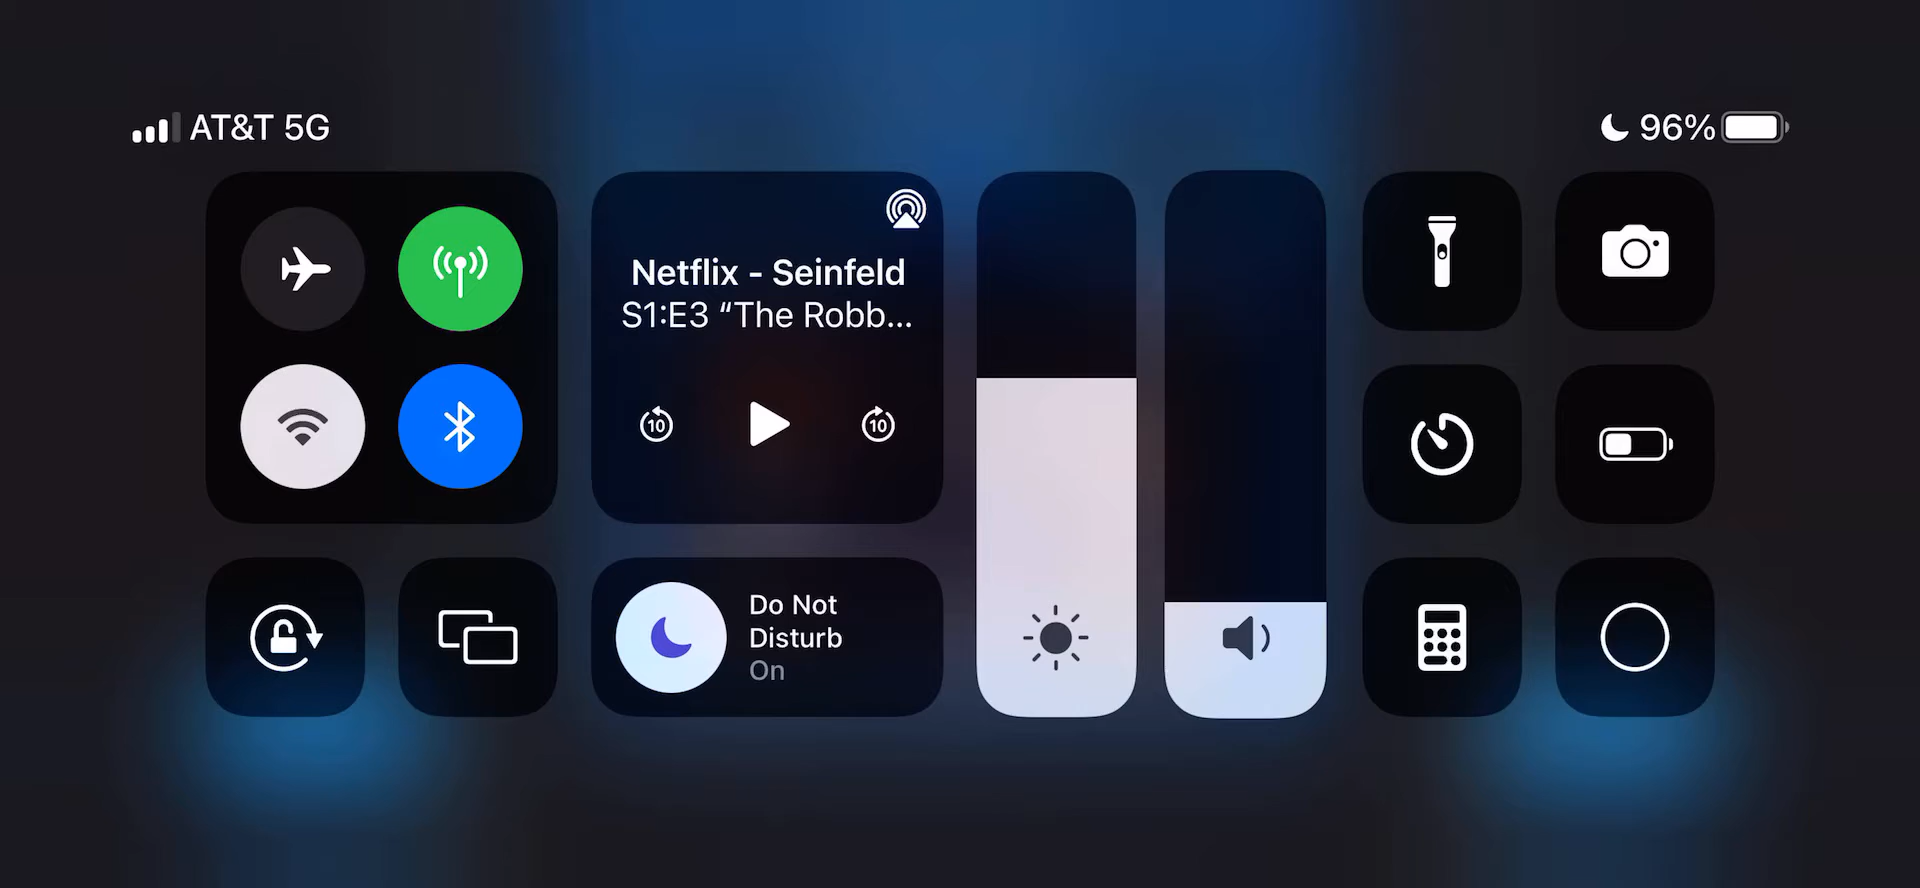 AT&T 5G
96%
Netflix - Seinfeld
S1:E3 “The Robb...
10
10
Do Not
Disturb
On